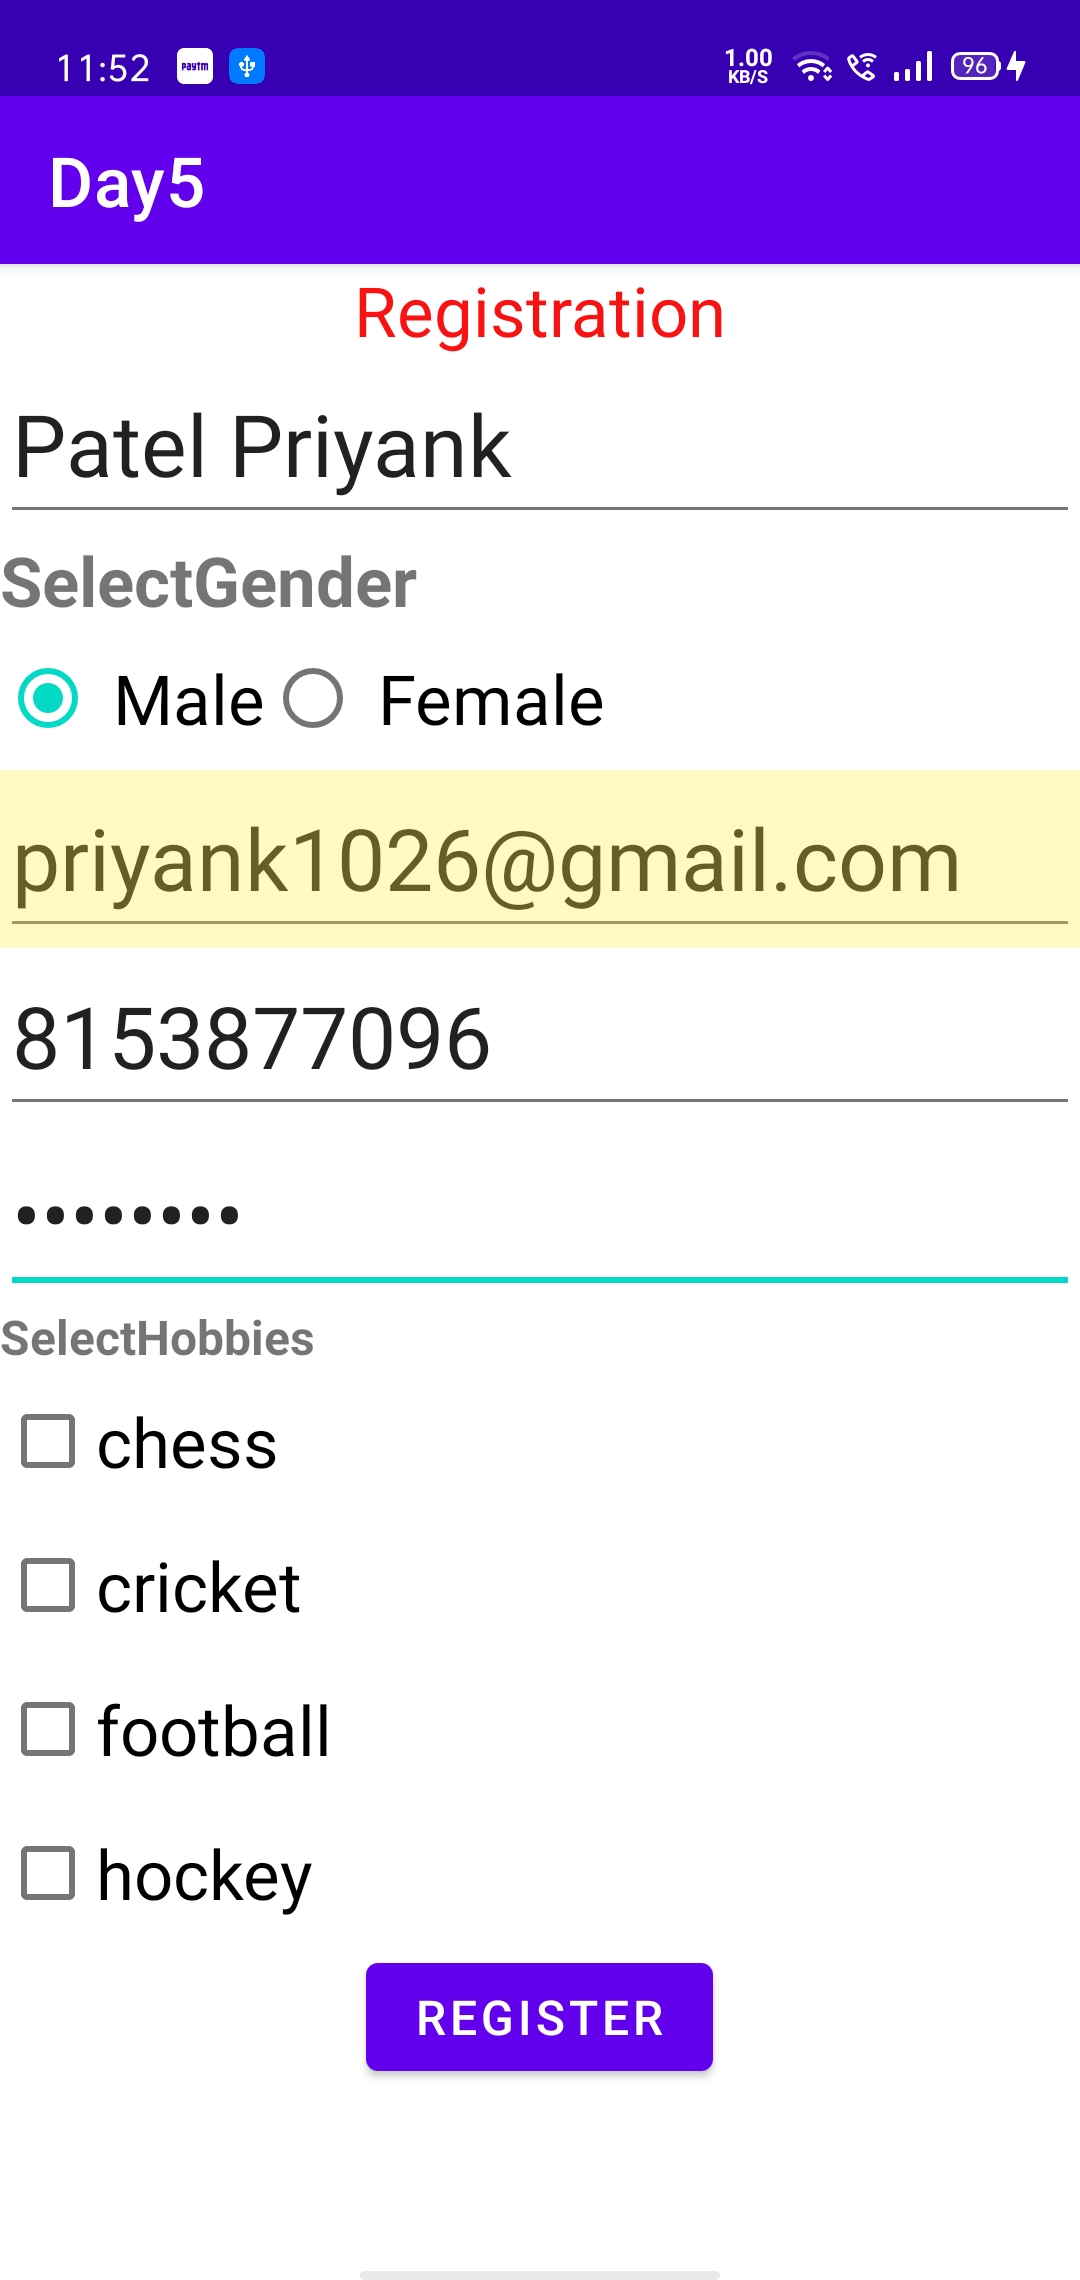 11:52 paytm 1.00 KB/S 96
Day5
Registration
Patel Priyank
SelectGender
Male Female
priyank1026@gmail.com
8153877096
••••••••
SelectHobbies
chess
cricket
football
hockey
REGISTER